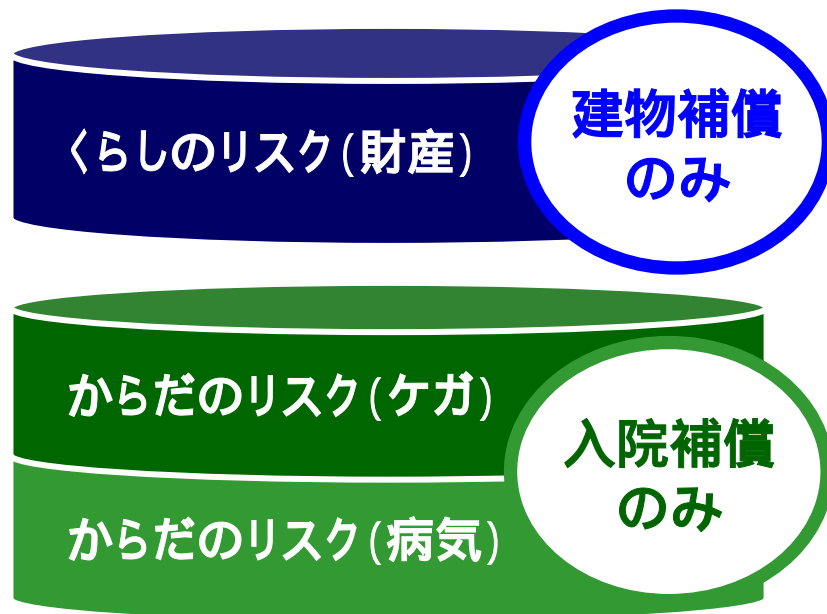 くらしのリスク(財産)
建物補償
のみ
からだのリスク(ケガ)
からだのリスク(病気)
入院補償
のみ